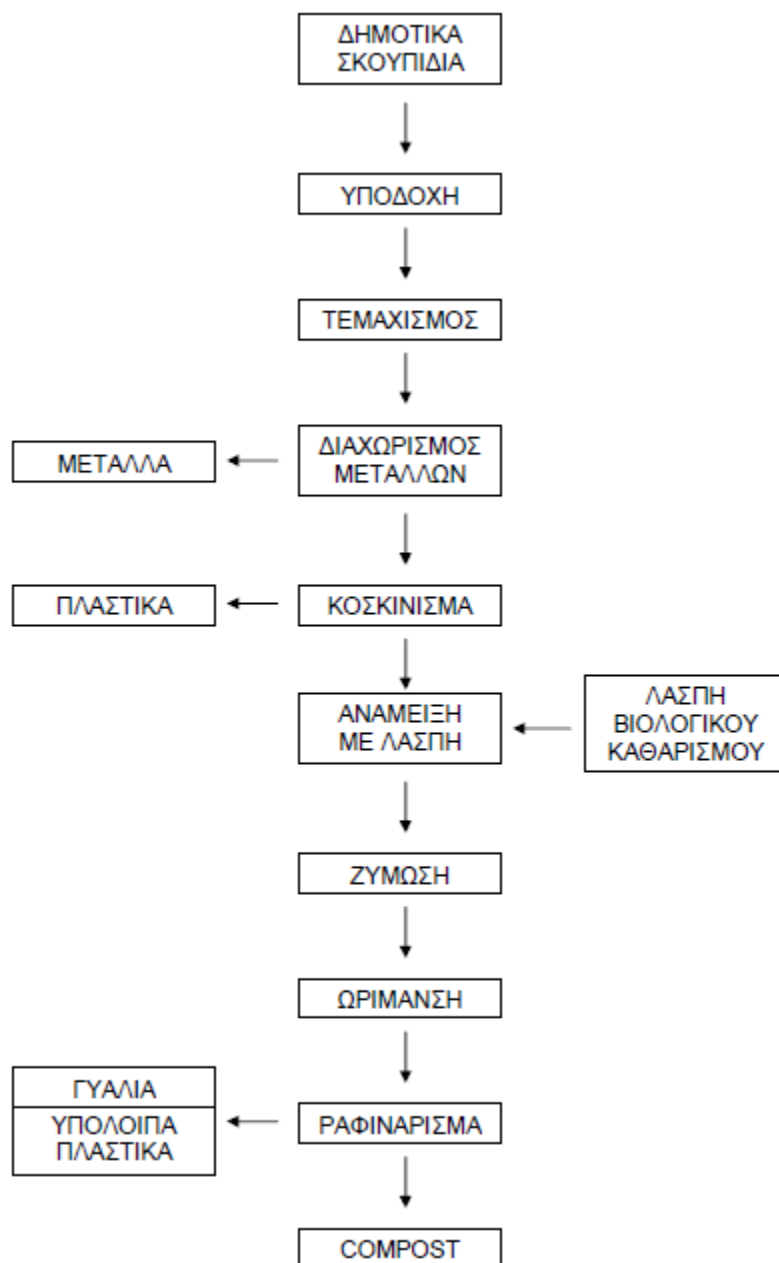 ΔΗΜΟΤΙΚΑ
ΣΚΟΥΠΙΔΙΑ
ΥΠΟΔΟΧΗ
ΤΕΜΑΧΙΣΜΟΣ
ΔΙΑΧΩΡΙΣΜΟΣ
ΜΕΤΑΛΛΩΝ
ΜΕΤΑΛΛΑ
ΚΟΣΚΙΝΙΣΜΑ
ΠΛΑΣΤΙΚΑ
ΑΝΑΜΕΙΞΗ
ΜΕ ΛΑΣΠΗ
ΛΑΣΠΗ
ΒΙΟΛΟΓΙΚΟΥ
ΚΑΘΑΡΙΣΜΟΥ
ΖΥΜΩΣΗ
ΩΡΙΜΑΝΣΗ
ΡΑΦΙΝΑΡΙΣΜΑ
ΓΥΑΛΙΑ
ΥΠΟΛΟΙΠΑ
ΠΛΑΣΤΙΚΑ
COMPOST